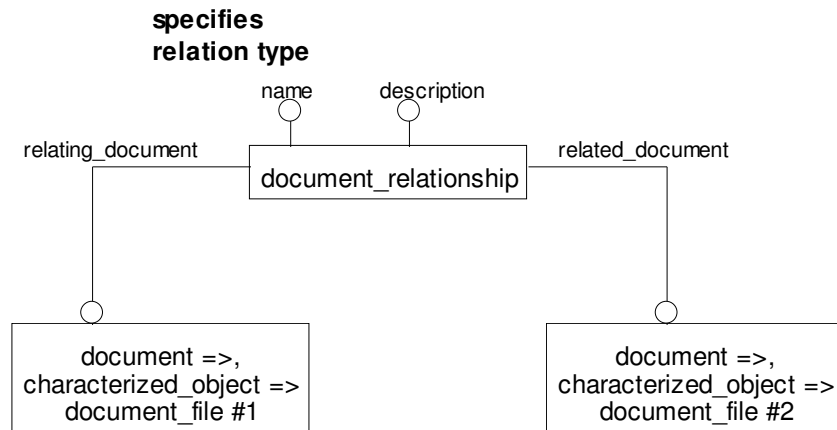 specifies
relation type
name description
relating_document related_document
document_relationship
document =>,
characterized_object =>
document_file #1
document =>,
characterized_object =>
document_file #2